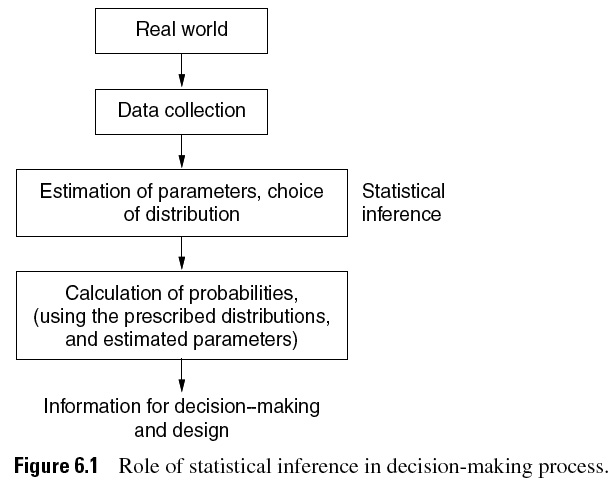 Real world
Data collection
Estimation of parameters, choice
of distribution
Statistical
inference
Calculation of probabilities,
(using the prescribed distributions,
and estimated parameters)
Information for decision–making
and design
Figure 6.1 Role of statistical inference in decision-making process.